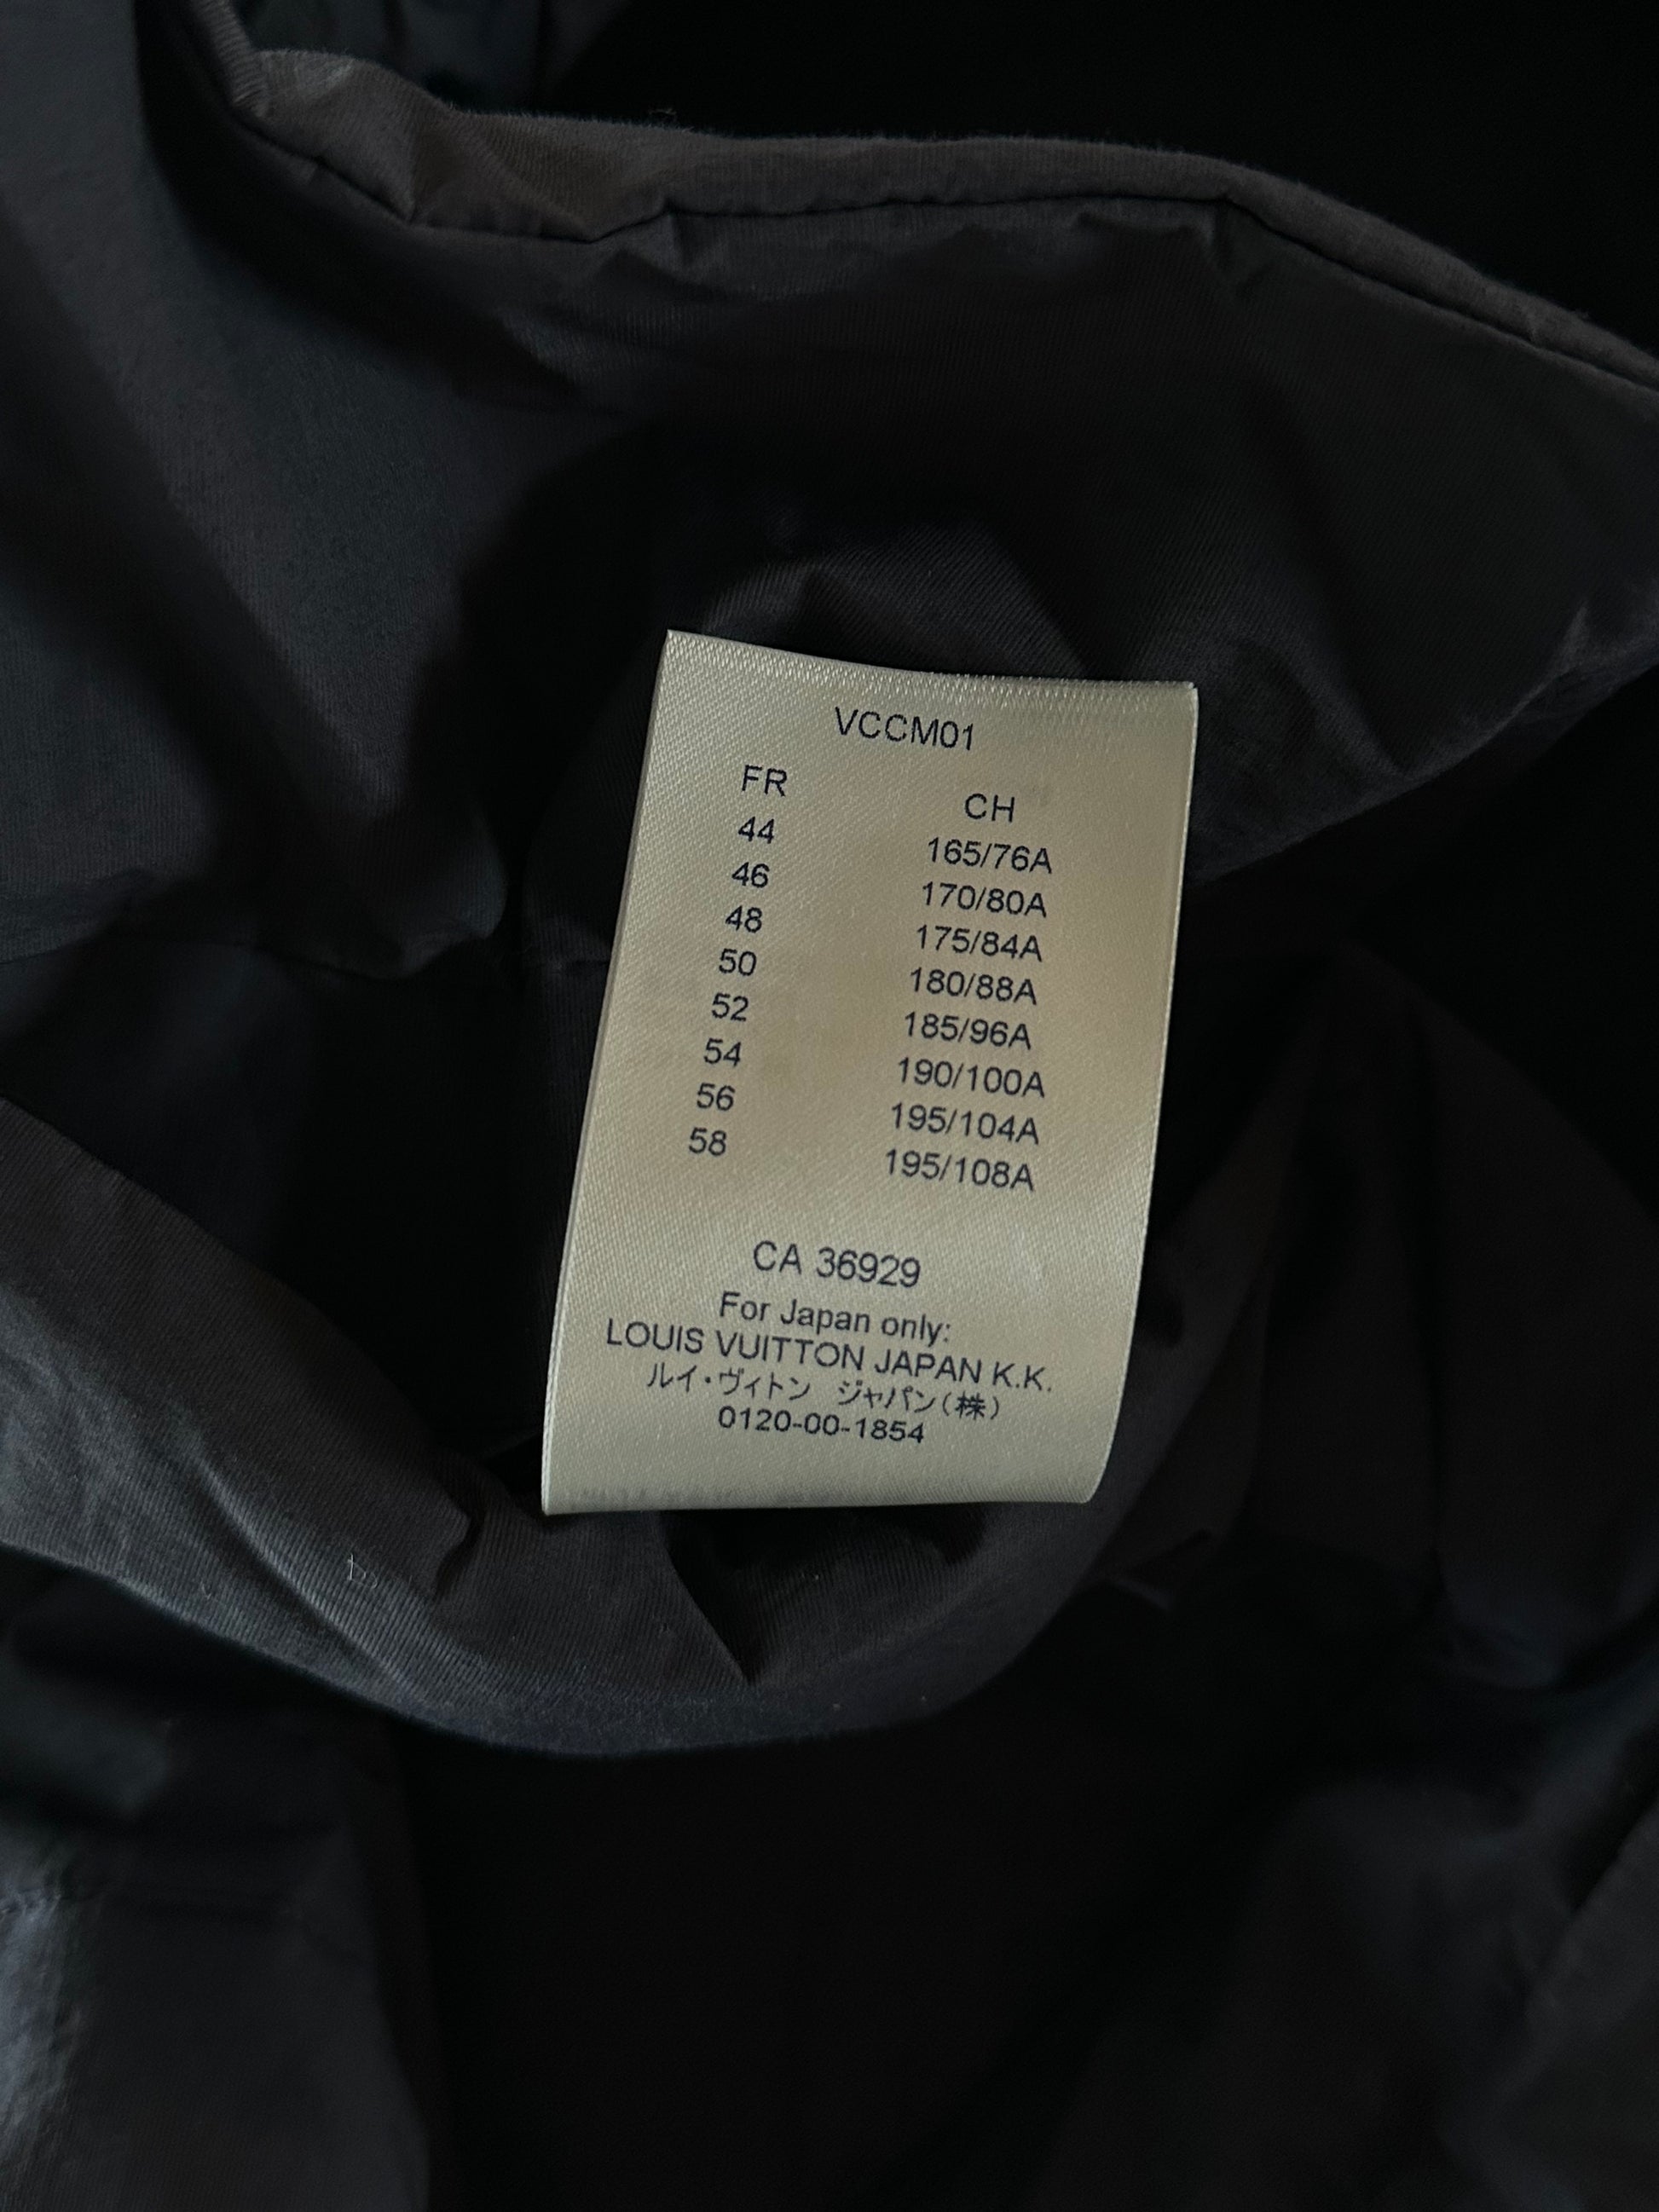 VCCM01
FR CH
44 165/76A
46 170/80A
48 175/84A
50 180/88A
52 185/96A
54 190/100A
56 195/104A
58 195/108A
CA 36929
For Japan only:
LOUIS VUITTON JAPAN K.K.
ルイ・ヴィトン ジャパン(株)
0120-00-1854